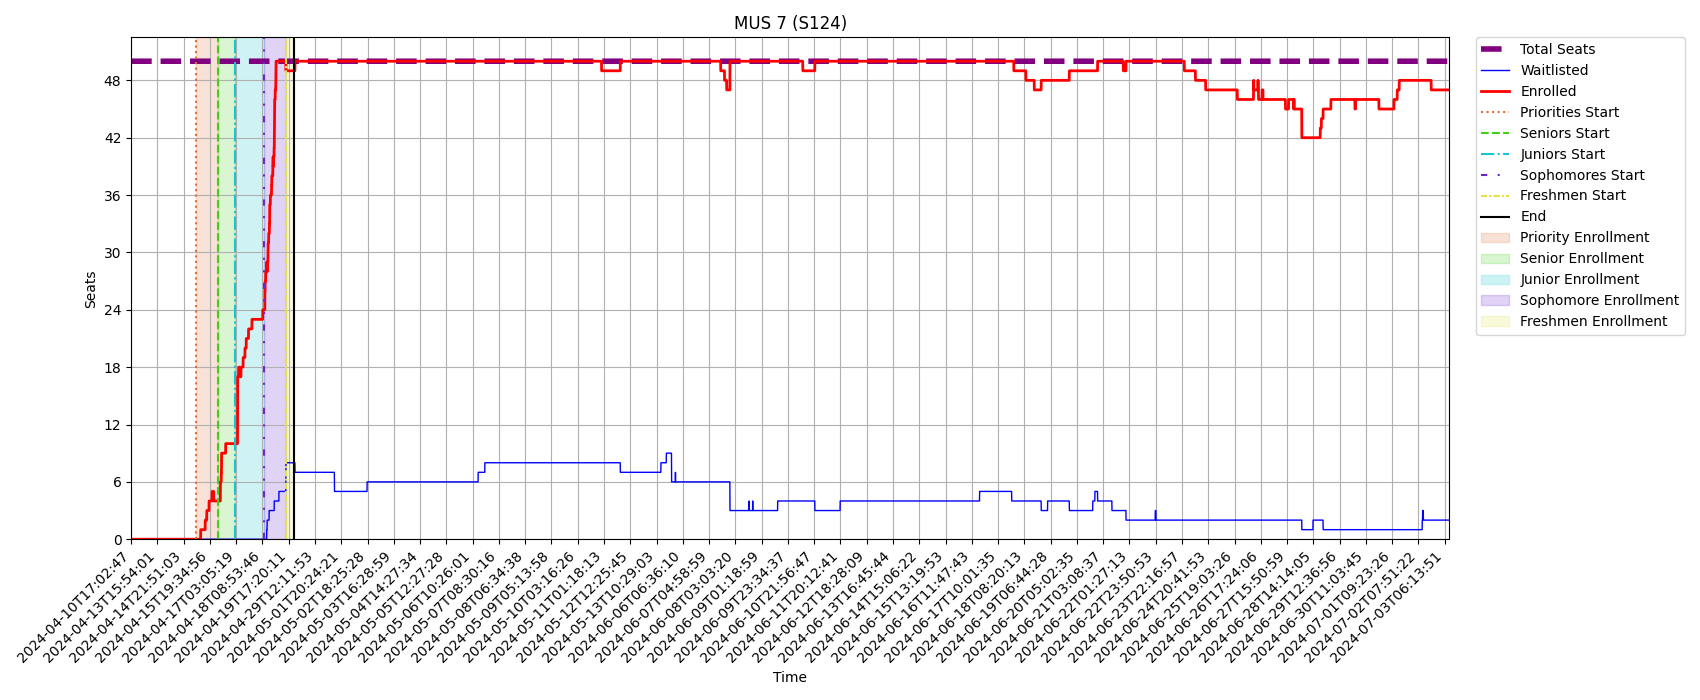 MUS 7 (S124)
Seats
48
42
36
30
24
18
12
6
0
2024-04-10T17:02:47
2024-04-13T15:54:01
2024-04-14T21:51:03
2024-04-15T19:34:56
2024-04-17T03:05:19
2024-04-18T08:53:46
2024-04-19T17:20:11
2024-04-29T12:11:53
2024-05-01T20:24:21
2024-05-02T18:25:28
2024-05-03T16:28:59
2024-05-04T14:27:34
2024-05-05T12:27:28
2024-05-06T10:26:01
2024-05-07T08:30:16
2024-05-08T06:34:38
2024-05-09T05:13:58
2024-05-10T03:16:26
2024-05-11T01:18:13
2024-05-12T12:25:45
2024-05-13T10:29:03
2024-06-06T06:36:10
2024-06-07T04:58:59
2024-06-08T03:03:20
2024-06-09T01:18:59
2024-06-09T23:34:37
2024-06-10T21:56:47
2024-06-11T20:12:41
2024-06-12T18:28:09
2024-06-13T16:45:44
2024-06-14T15:06:22
2024-06-15T13:19:53
2024-06-16T11:47:43
2024-06-17T10:01:35
2024-06-18T08:20:13
2024-06-19T06:44:28
2024-06-20T05:02:35
2024-06-21T03:08:37
2024-06-22T01:27:13
2024-06-22T23:50:53
2024-06-23T22:16:57
2024-06-24T20:41:53
2024-06-25T19:03:26
2024-06-26T17:24:06
2024-06-27T15:50:59
2024-06-28T14:14:05
2024-06-29T12:36:56
2024-06-30T11:03:45
2024-07-01T09:23:26
2024-07-02T07:51:22
2024-07-03T06:13:51
Time
Total Seats
Waitlisted
Enrolled
Priorities Start
Seniors Start
Juniors Start
Sophomores Start
Freshmen Start
End
Priority Enrollment
Senior Enrollment
Junior Enrollment
Sophomore Enrollment
Freshmen Enrollment